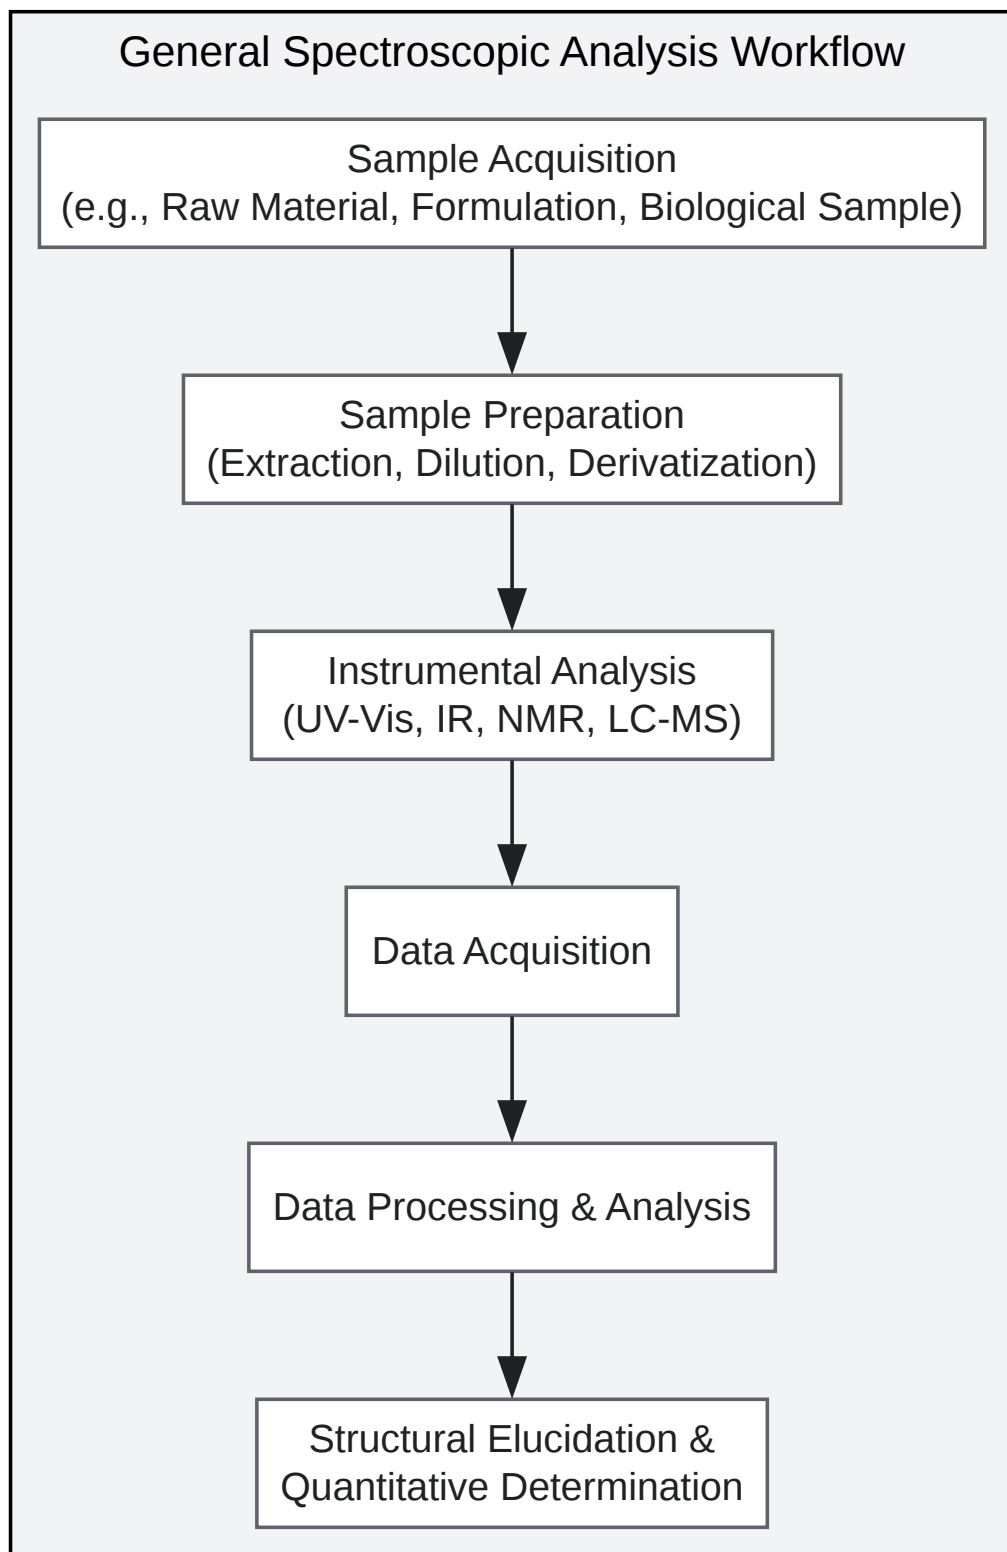 General Spectroscopic Analysis Workflow
Sample Acquisition
(e.g., Raw Material, Formulation, Biological Sample)
Sample Preparation
(Extraction, Dilution, Derivatization)
Instrumental Analysis
(UV-Vis, IR, NMR, LC-MS)
Data Acquisition
Data Processing & Analysis
Structural Elucidation &
Quantitative Determination